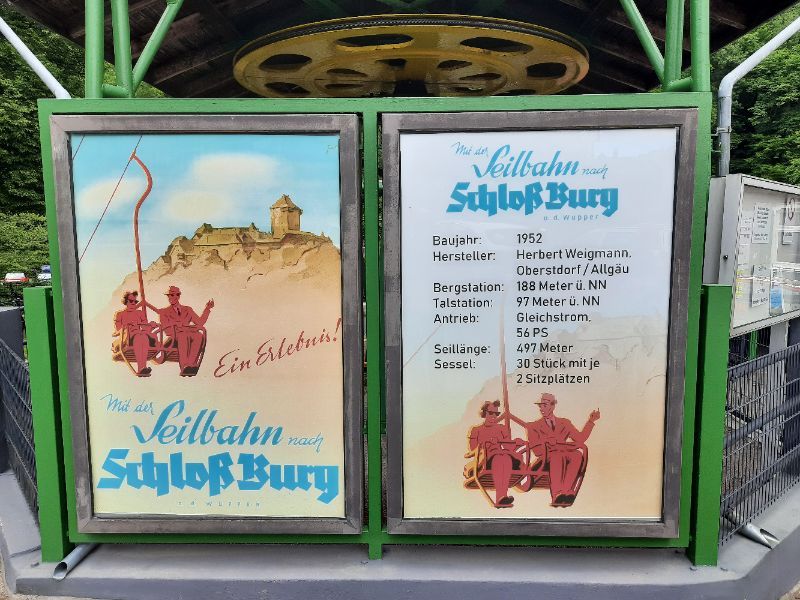 Ein Erlebnis!
Mit der
Seilbahn nach
Schloß Burg
a. d. WUPPER
Mit der
Seilbahn nach
Schloß Burg
a. d. Wupper
Baujahr: 1952
Hersteller: Herbert Weigmann,
Oberstdorf / Allgäu
Bergstation: 188 Meter ü. NN
Talstation: 97 Meter ü. NN
Antrieb: Gleichstrom,
56 PS
Seillänge: 497 Meter
Sessel: 30 Stück mit je
2 Sitzplätzen